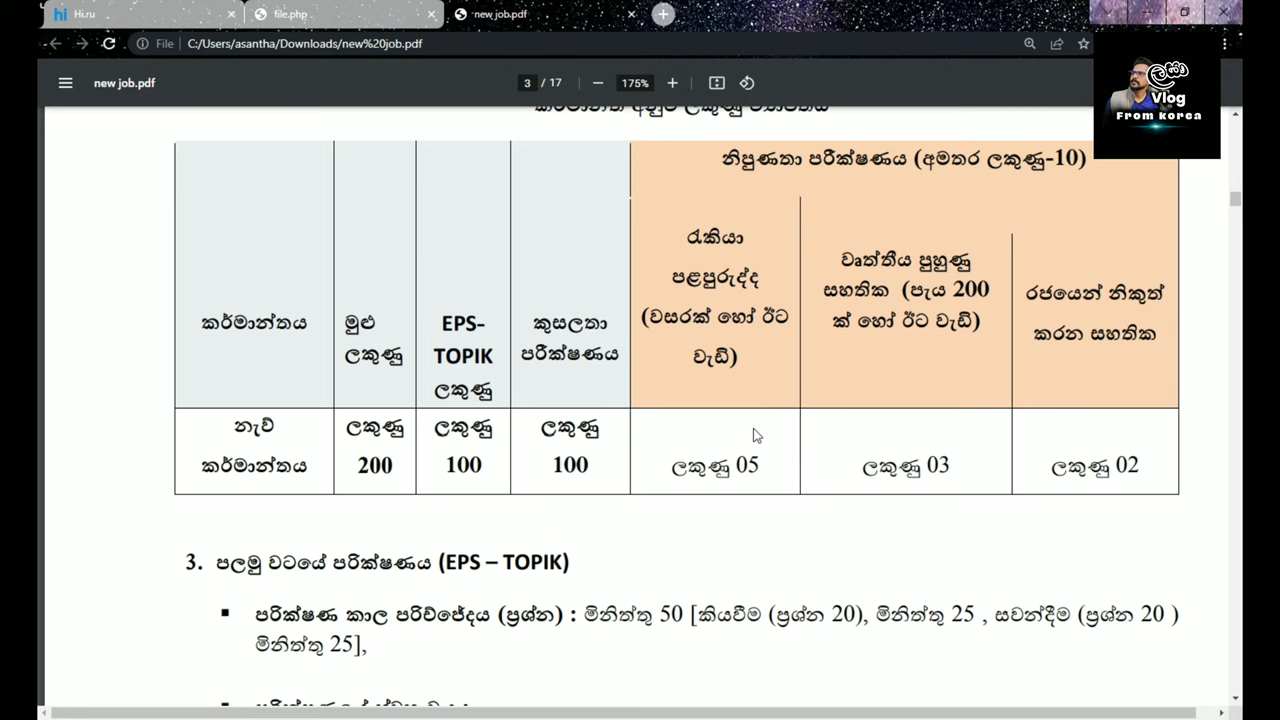 Hi.ru
file.php
new job.pdf
File
C:/Users/asantha/Downloads/new%20job.pdf
new job.pdf
3 / 17
175%
ලසා
Vlog
From korea
නිපුණතා පරීක්ෂණය (අමතර ලකුණු-10)
කර්මාන්තය
මුළු
ලකුණු
EPS-
TOPIK
ලකුණු
කුසලතා
පරීක්ෂණය
රැකියා
පළපුරුද්ද
(වසරක් හෝ ඊට
වැඩි)
වෘත්තීය පුහුණු
සහතික (පැය 200
ක් හෝ ඊට වැඩි)
රජයෙන් නිකුත්
කරන සහතික
නැව්
කර්මාන්තය
ලකුණු
200
ලකුණු
100
ලකුණු
100
ලකුණු 05
ලකුණු 03
ලකුණු 02
3. පලමු වටයේ පරික්ෂණය (EPS – TOPIK)
▪ පරික්ෂණ කාල පරිච්ඡේදය (ප්‍රශ්න) : මිනිත්තු 50 [කියවීම (ප්‍රශ්න 20), මිනිත්තු 25 , සවන්දීම (ප්‍රශ්න 20 )
මිනිත්තු 25],